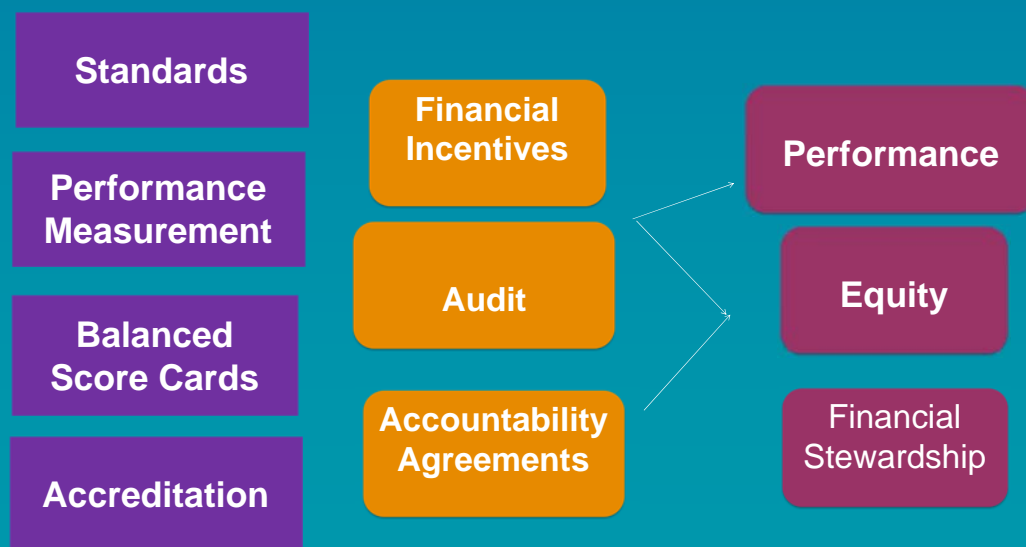 Standards
Performance
Measurement
Balanced
Score Cards
Accreditation
Financial
Incentives
Audit
Accountability
Agreements
Performance
Equity
Financial
Stewardship